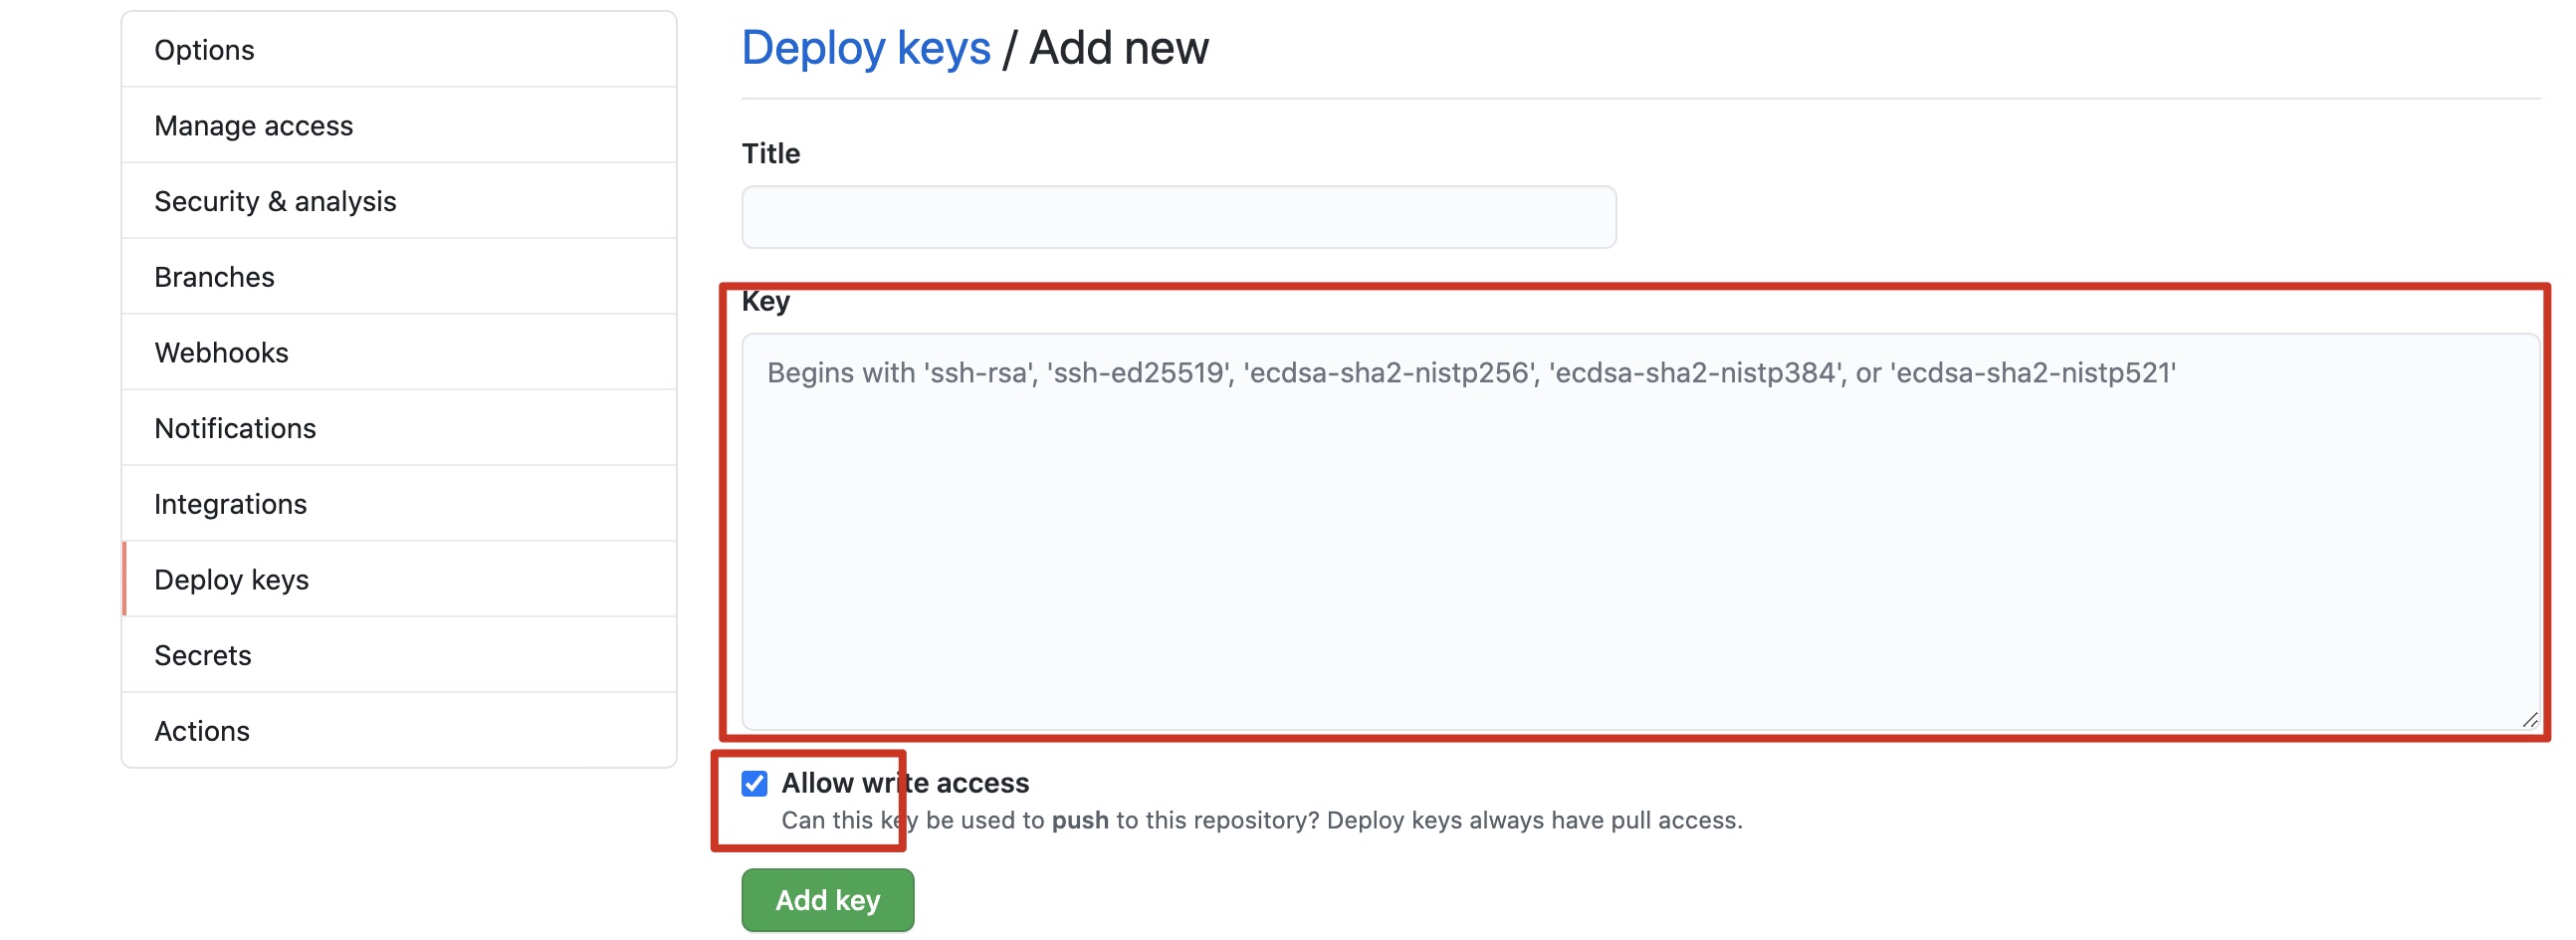 Options
Manage access
Security & analysis
Branches
Webhooks
Notifications
Integrations
Deploy keys
Secrets
Actions
Deploy keys / Add new
Title
Key
Begins with 'ssh-rsa', 'ssh-ed25519', 'ecdsa-sha2-nistp256', 'ecdsa-sha2-nistp384', or 'ecdsa-sha2-nistp521'
Allow write access
Can this key be used to push to this repository? Deploy keys always have pull access.
Add key